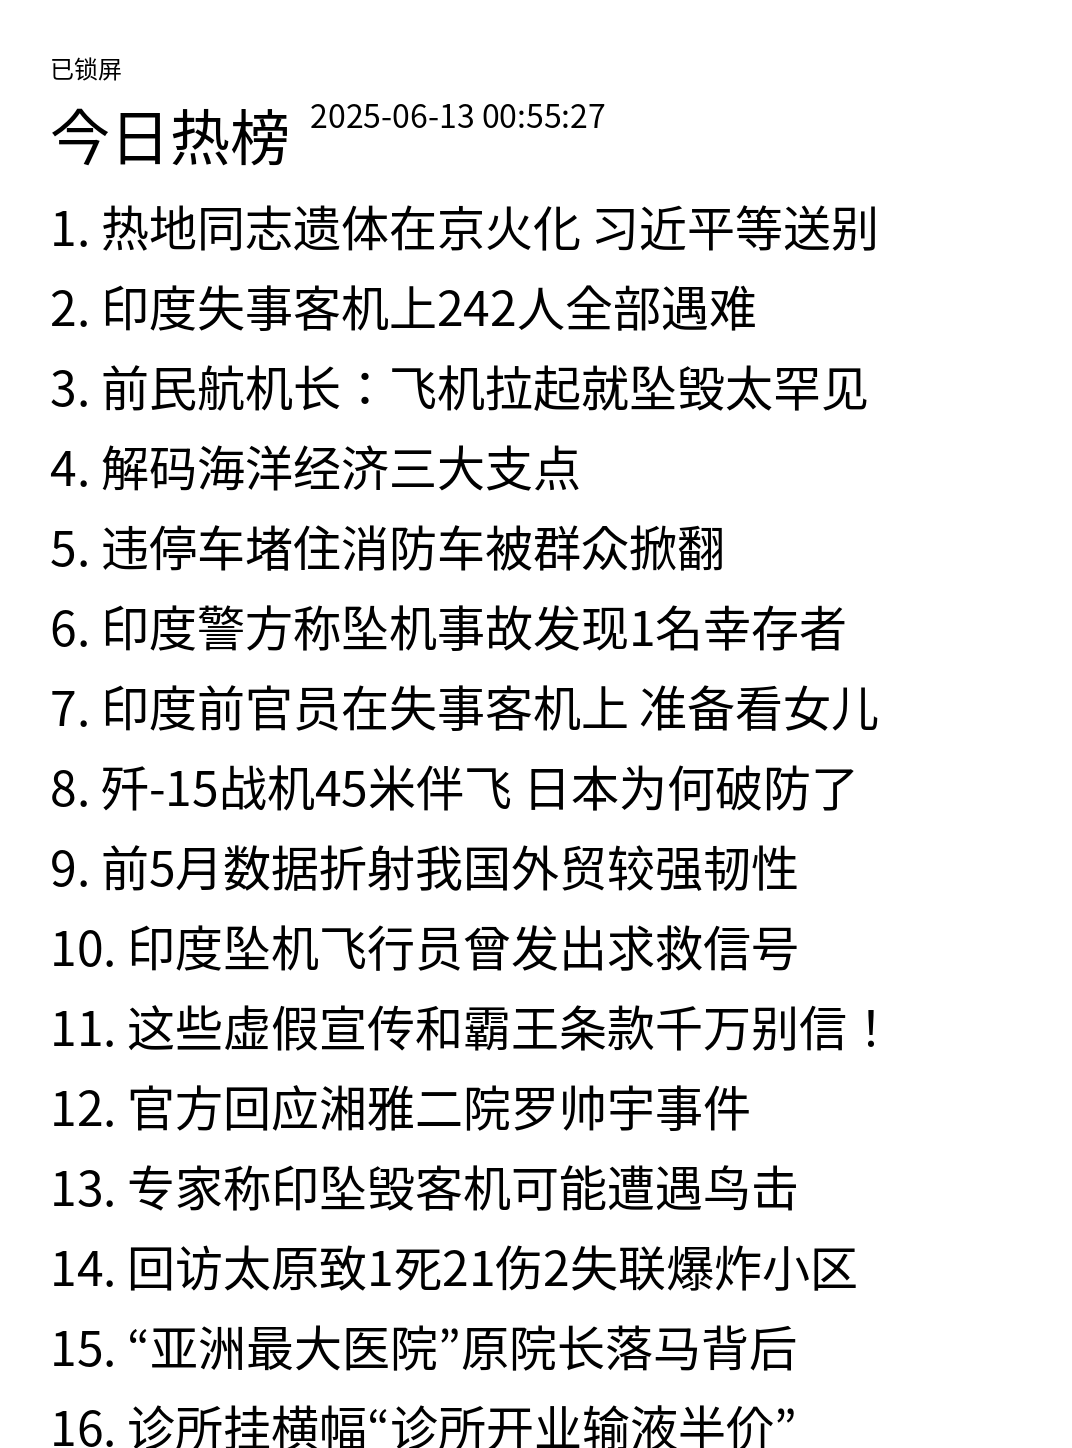 已锁屏
今日热榜 2025-06-13 00:55:27
1. 热地同志遗体在京火化 习近平等送别
2. 印度失事客机上242人全部遇难
3. 前民航机长：飞机拉起就坠毁太罕见
4. 解码海洋经济三大支点
5. 违停车堵住消防车被群众掀翻
6. 印度警方称坠机事故发现1名幸存者
7. 印度前官员在失事客机上 准备看女儿
8. 歼-15战机45米伴飞 日本为何破防了
9. 前5月数据折射我国外贸较强韧性
10. 印度坠机飞行员曾发出求救信号
11. 这些虚假宣传和霸王条款千万别信！
12. 官方回应湘雅二院罗帅宇事件
13. 专家称印坠毁客机可能遭遇鸟击
14. 回访太原致1死21伤2失联爆炸小区
15. “亚洲最大医院”原院长落马背后
16. 诊所挂横幅“诊所开业输液半价”